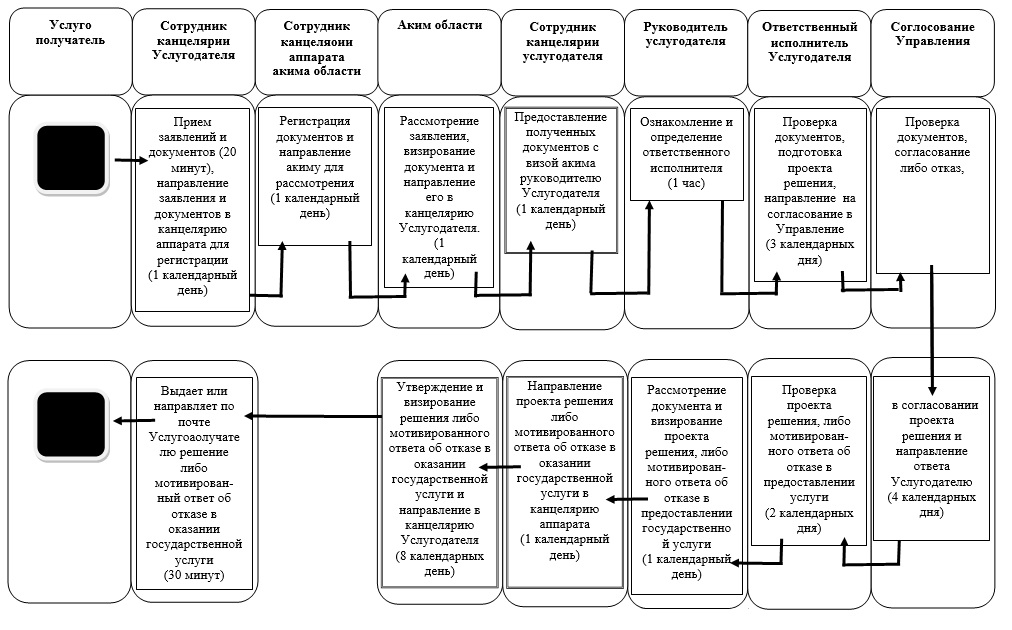 Услуго
получатель
Сотрудник
канцелярии
Услугодателя
Сотрудник
канцеляоии
аппарата
акима области
Аким области
Сотрудник
канцелярии
услугодателя
Руководитель
услугодателя
Ответственный
исполнитель
Услугодателя
Соглосование
Управления
Прием
заявлений и
документов (20
минут),
направление
заявления и
документов в
канцелярию
аппарата для
регистрации
(1 календарный
день)
Регистрация
документов и
направление
акиму для
рассмотрения
(1 календарный
день)
Рассмотрение
заявления,
визирование
документа и
направление
его в
канцелярию
Услугодателя.
(1
календарный
день)
Предоставление
полученных
документов с
визой акима
руководителю
Услугодателя
(1 календарный
день)
Ознакомление и
определение
ответственного
исполнителя
(1 час)
Проверка
документов,
подготовка
проекта
решения,
направление на
согласование в
Управление
(3 календарных
дня)
Проверка
документов,
согласование
либо отказ,
Выдает или
направляет по
почте
Услугоаолучате
лю решение
либо
мотивирован-
ный ответ об
отказе в
оказании
государственной
услуги
(30 минут)
Утверждение и
визирование
решения либо
мотивированного
ответа об отказе в
оказании
государственной
услуги и
направление в
канцелярию
Услугодателя
(8 календарных
день)
Направление
проекта решения
либо
мотивированного
ответа об отказе в
оказании
государственной
услуги в
канцелярию
аппарата
(1 календарный
день)
Рассмотрение
документа и
визирование
проекта
решения, либо
мотивирован-
ного ответа об
отказе в
предоставлении
государственно
й услуги
(1 календарный
день)
Проверка
проекта
решения, либо
мотивирован-
ного ответа об
отказе в
предоставлении
услуги
(2 календарных
дня)
в согласовании
проекта
решения и
направление
ответа
Услугодателю
(4 календарных
дня)